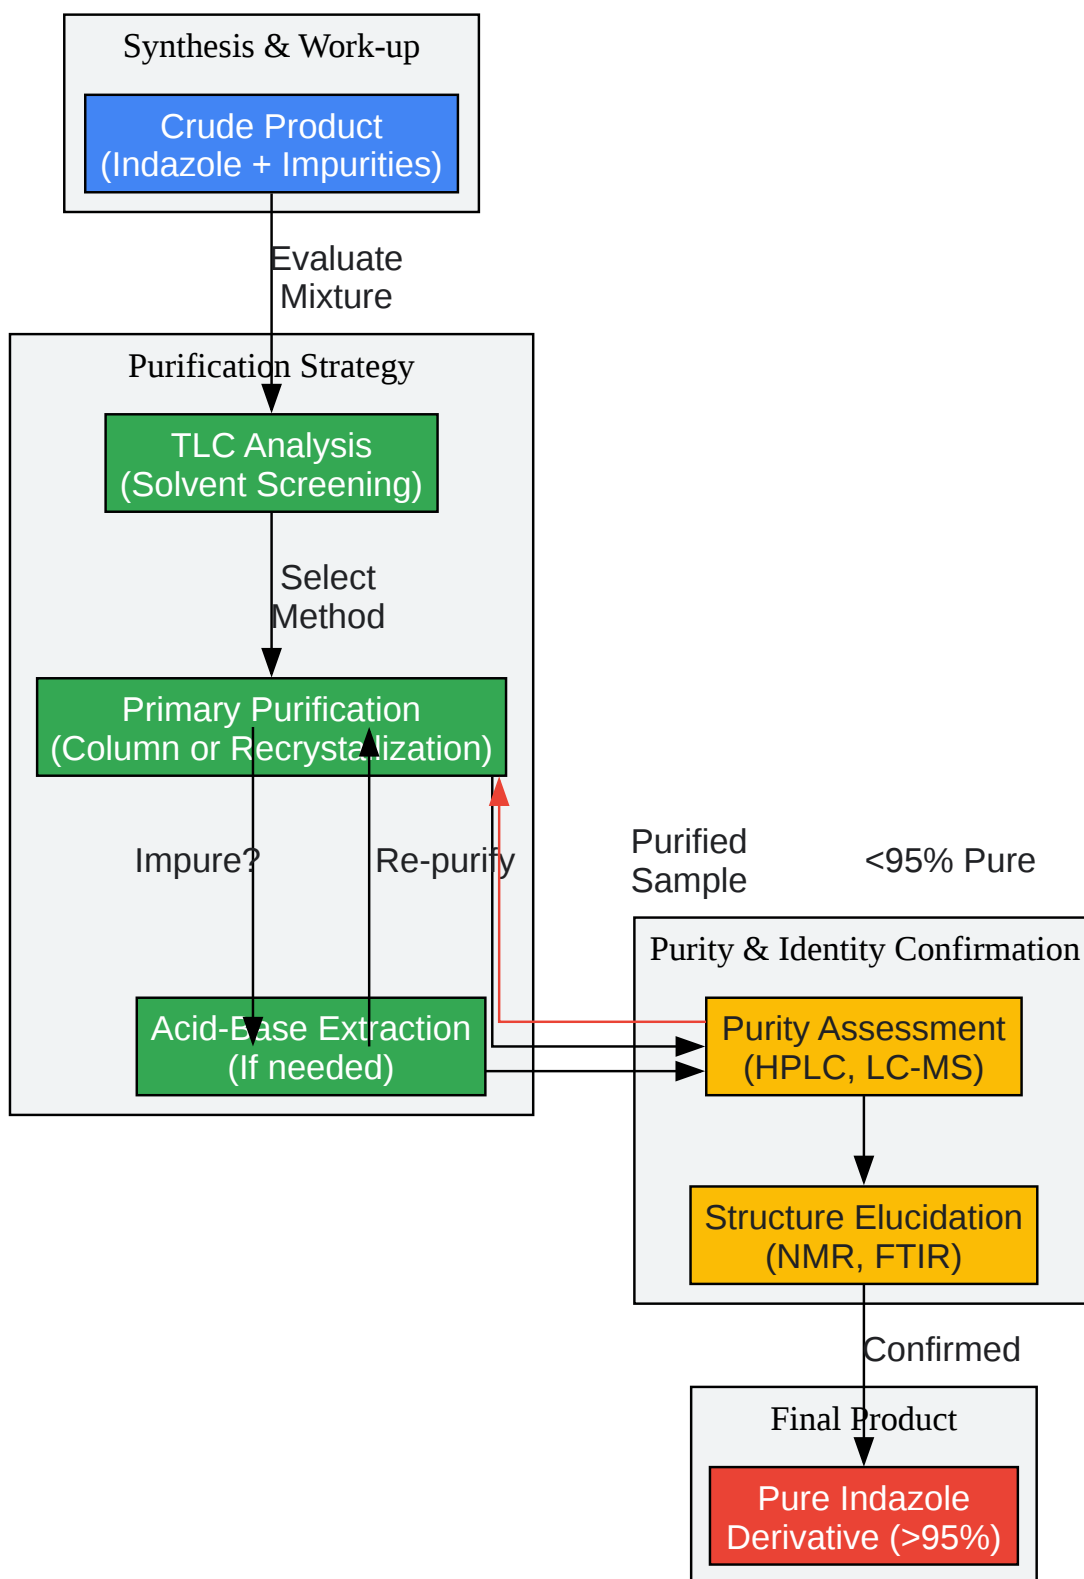 Synthesis & Work-up
Crude Product
(Indazole + Impurities)
Evaluate
Mixture
Purification Strategy
TLC Analysis
(Solvent Screening)
Select
Method
Primary Purification
(Column or Recrystallization)
Impure?
Re-purify
Purified
Sample
<95% Pure
Purity & Identity Confirmation
Acid-Base Extraction
(If needed)
Purity Assessment
(HPLC, LC-MS)
Structure Elucidation
(NMR, FTIR)
Confirmed
Final Product
Pure Indazole
Derivative (>95%)